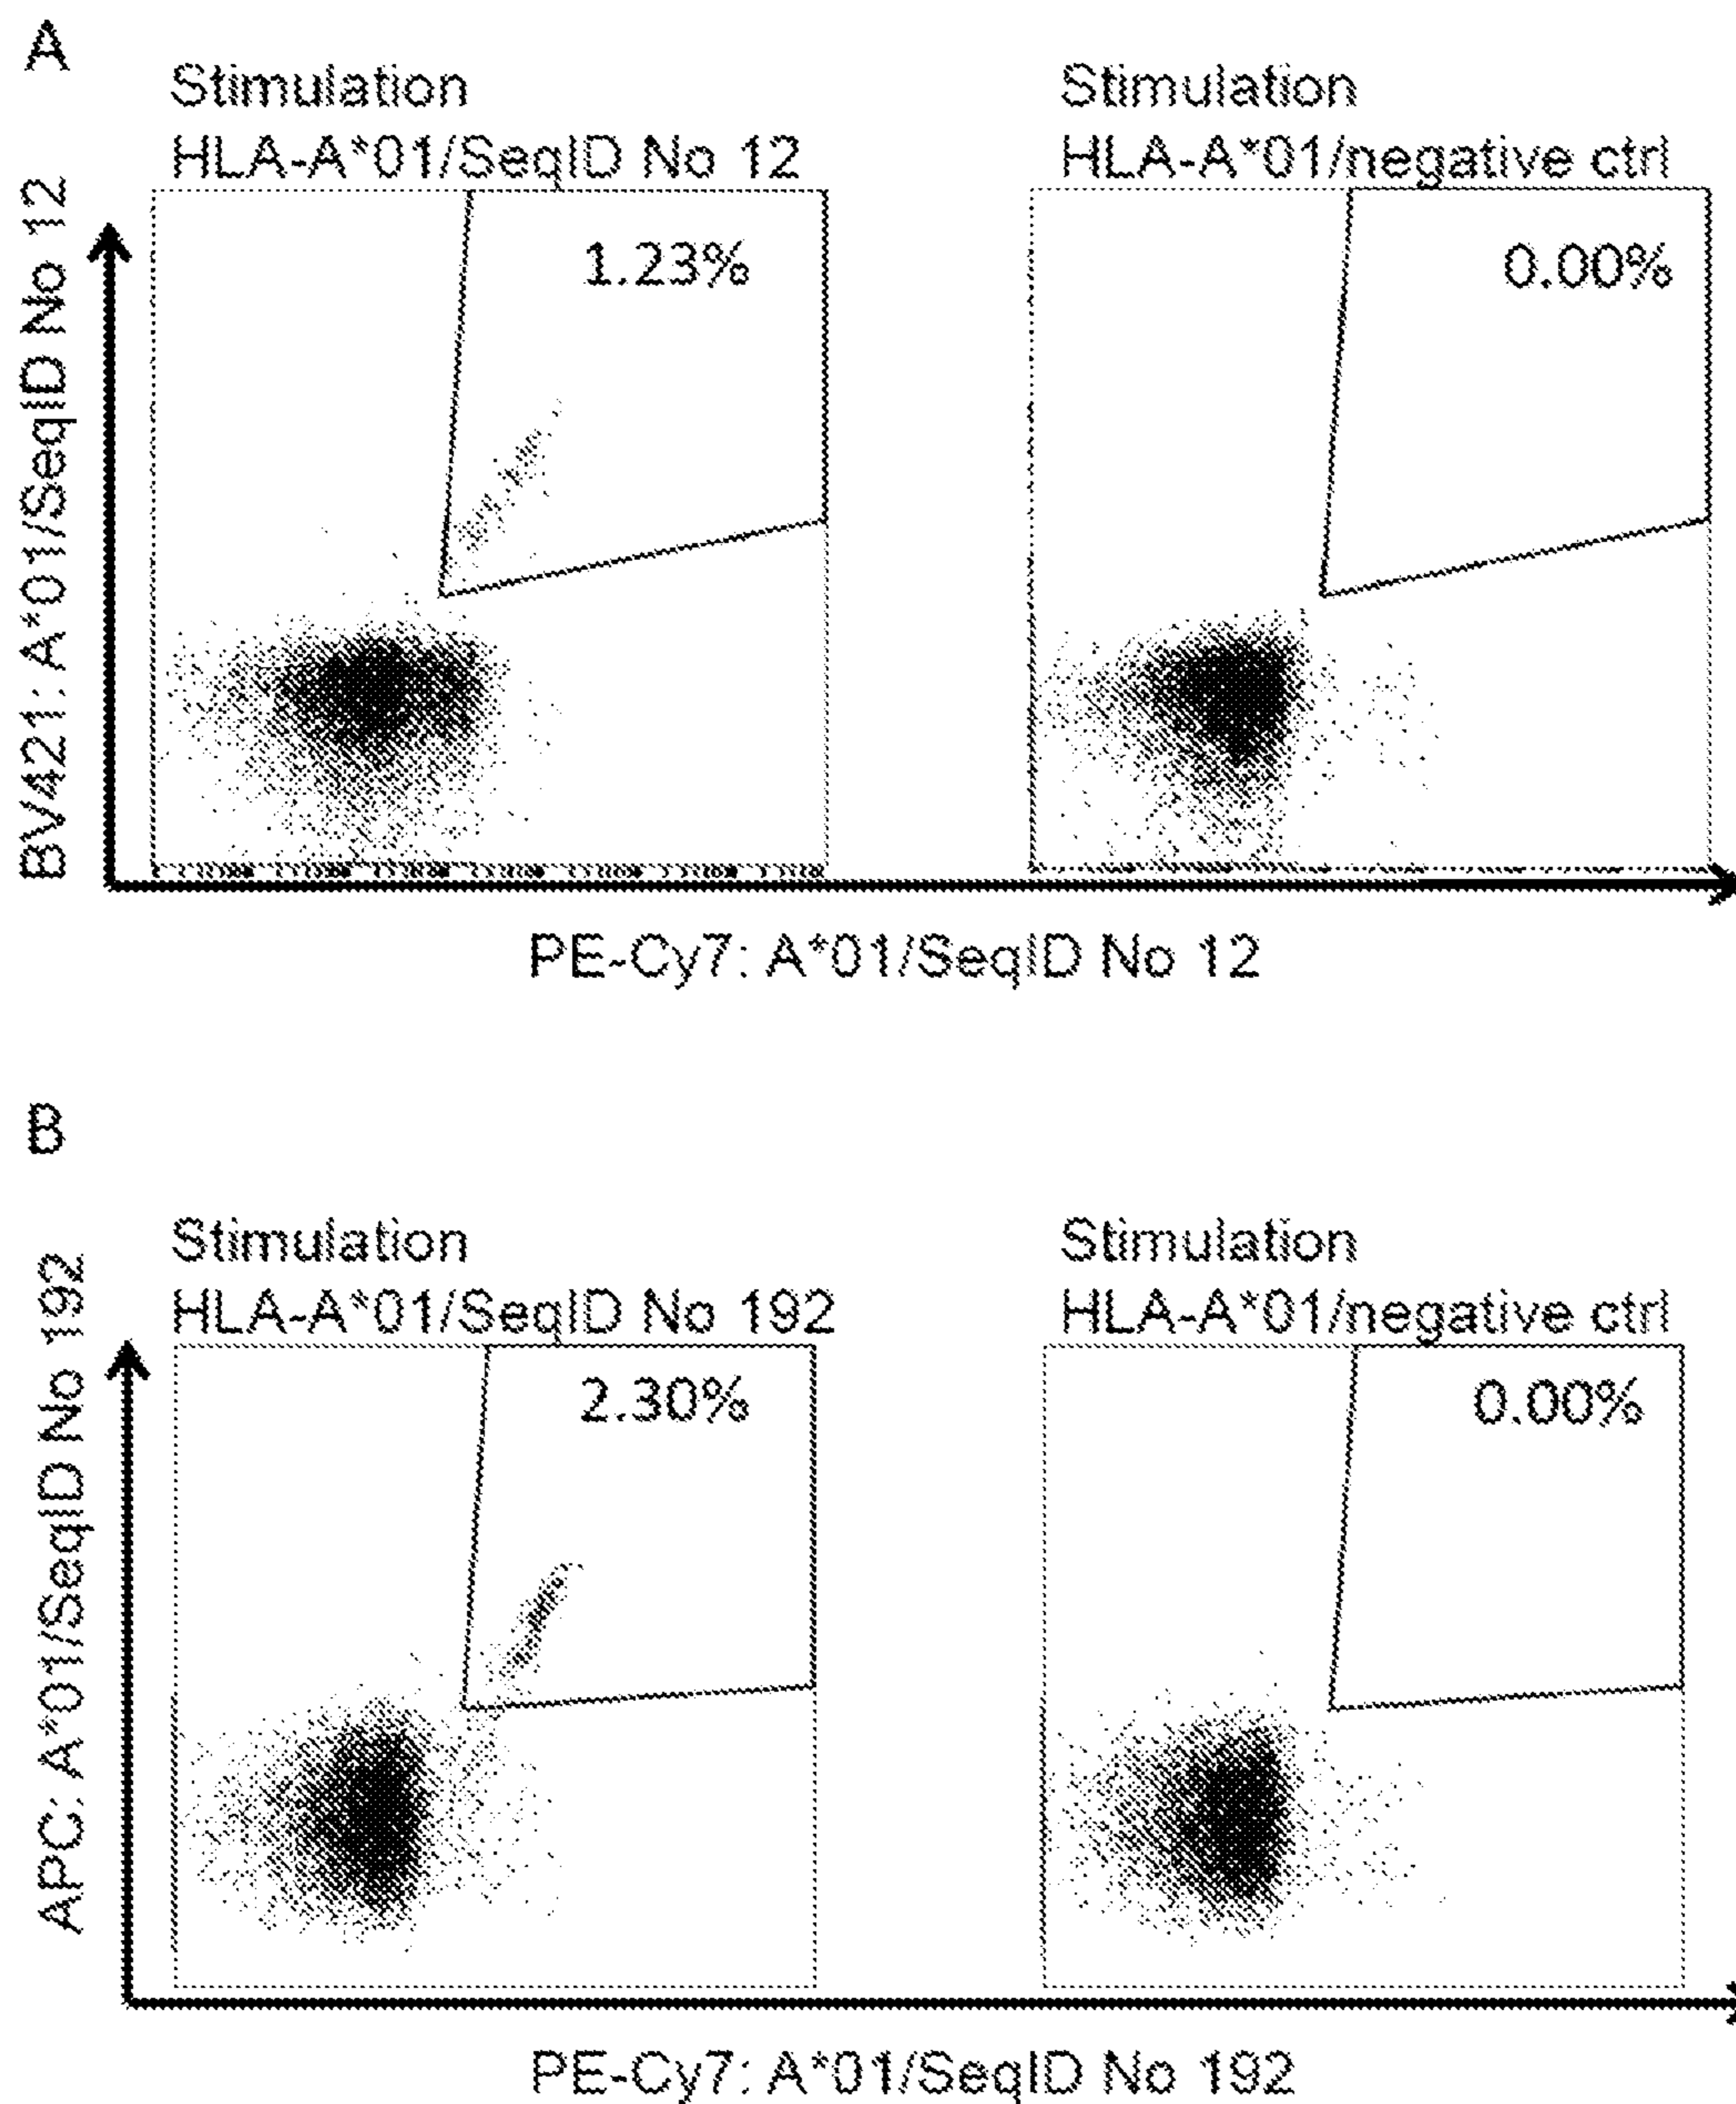 A
Stimulation
HLA-A*01/SeqID No 12
Stimulation
HLA-A*01/negative ctrl
BV421: A*01/SeqID No 12
1.23%
0.00%
PE-Cy7: A*01/SeqID No 12
B
Stimulation
HLA-A*01/SeqID No 192
Stimulation
HLA-A*01/negative ctrl
APC: A*01/SeqID No 192
2.30%
0.00%
PE-Cy7: A*01/SeqID No 192